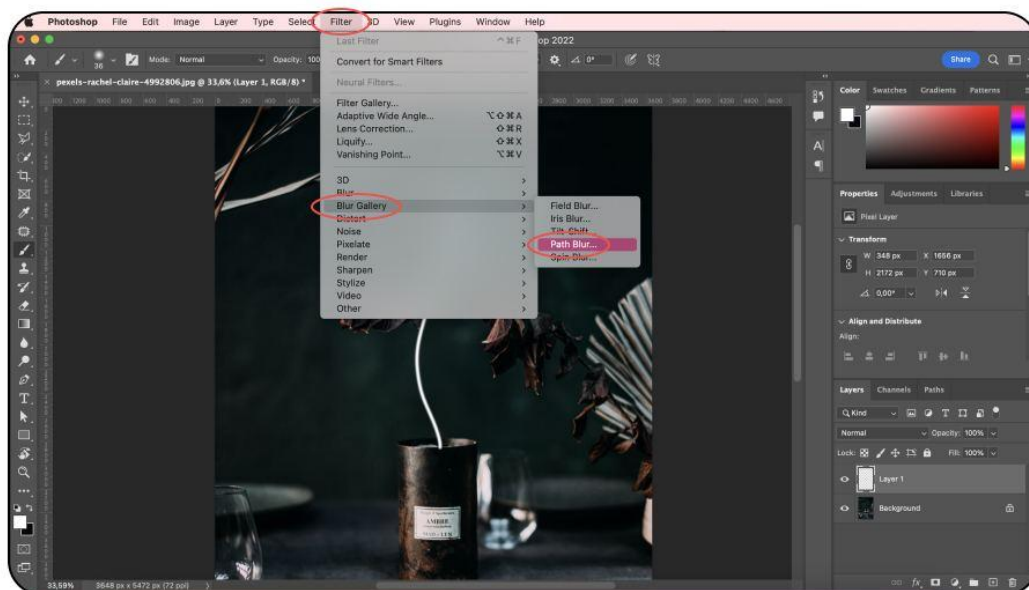 Photoshop File Edit Image Layer Type Select Filter 3D View Plugins Window Help
op 2022
36 Mode: Normal Opacity: 100 0° Share
× pexels-rachel-claire-4992806.jpg @ 33,6% (Layer 1, RGB/8) *
Last Filter ^⌘F
Convert for Smart Filters
Neural Filters...
Filter Gallery...
Adaptive Wide Angle... ⌥⇧⌘A
Lens Correction... ⇧⌘R
Liquify... ⇧⌘X
Vanishing Point... ⌥⌘V
3D
Blur
Blur Gallery
Distort
Noise
Pixelate
Render
Sharpen
Stylize
Video
Other
Field Blur...
Iris Blur...
Tilt-Shift...
Path Blur...
Spin Blur...
Color Swatches Gradients Patterns
Properties Adjustments Libraries
Pixel Layer
Transform
W 348 px X 1656 px
H 2172 px Y 710 px
0,00°
Align and Distribute
Align:
Layers Channels Paths
Kind
Normal Opacity: 100%
Lock: Fill: 100%
Layer 1
Background
AMBRE
33,59% 3648 px x 5472 px (72 ppi)